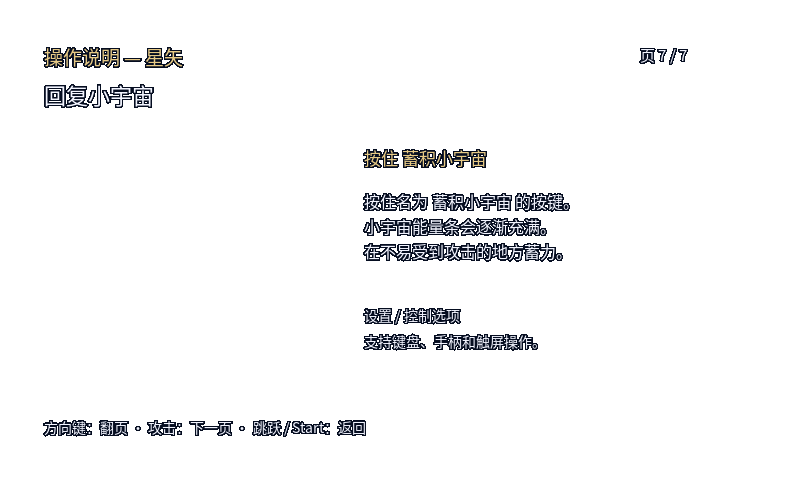 操作说明 — 星矢
页 7 / 7
回复小宇宙
按住 蓄积小宇宙
按住名为 蓄积小宇宙 的按键。
小宇宙能量条会逐渐充满。
在不易受到攻击的地方蓄力。
设置 / 控制选项
支持键盘、手柄和触屏操作。
方向键：翻页 · 攻击：下一页 · 跳跃 / Start：返回